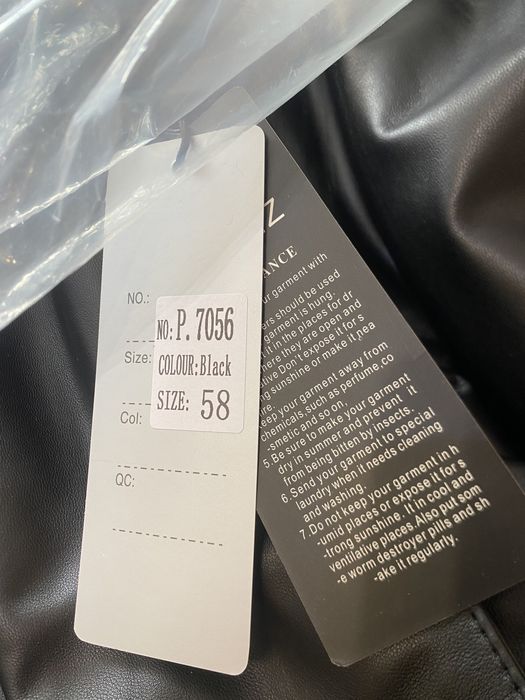 NO.:
Size:
Col:
QC:
NO: P. 7056
COLOUR: Black
SIZE: 58
Z
ANCE
ur garment with
ers should be used
garment is hung.
it in the places for dr
here they are open and
tive Don't expose it for s
ng sunshine or make it,nea
ire.
eep your garment away from
chemicals,such as perfume,co
-smetic and so on.
5.Be sure to make your garment
dry in summer and prevent it
from being bitten by insects.
6.Send your garment to special
laundry when it needs cleaning
and washing.
7.Do not keep your garment in h
-umid places or expose it for s
-trong sunshine. It in cool and
ventilative places.Also put som
-e worm destroyer pills and sh
-ake it regularly.